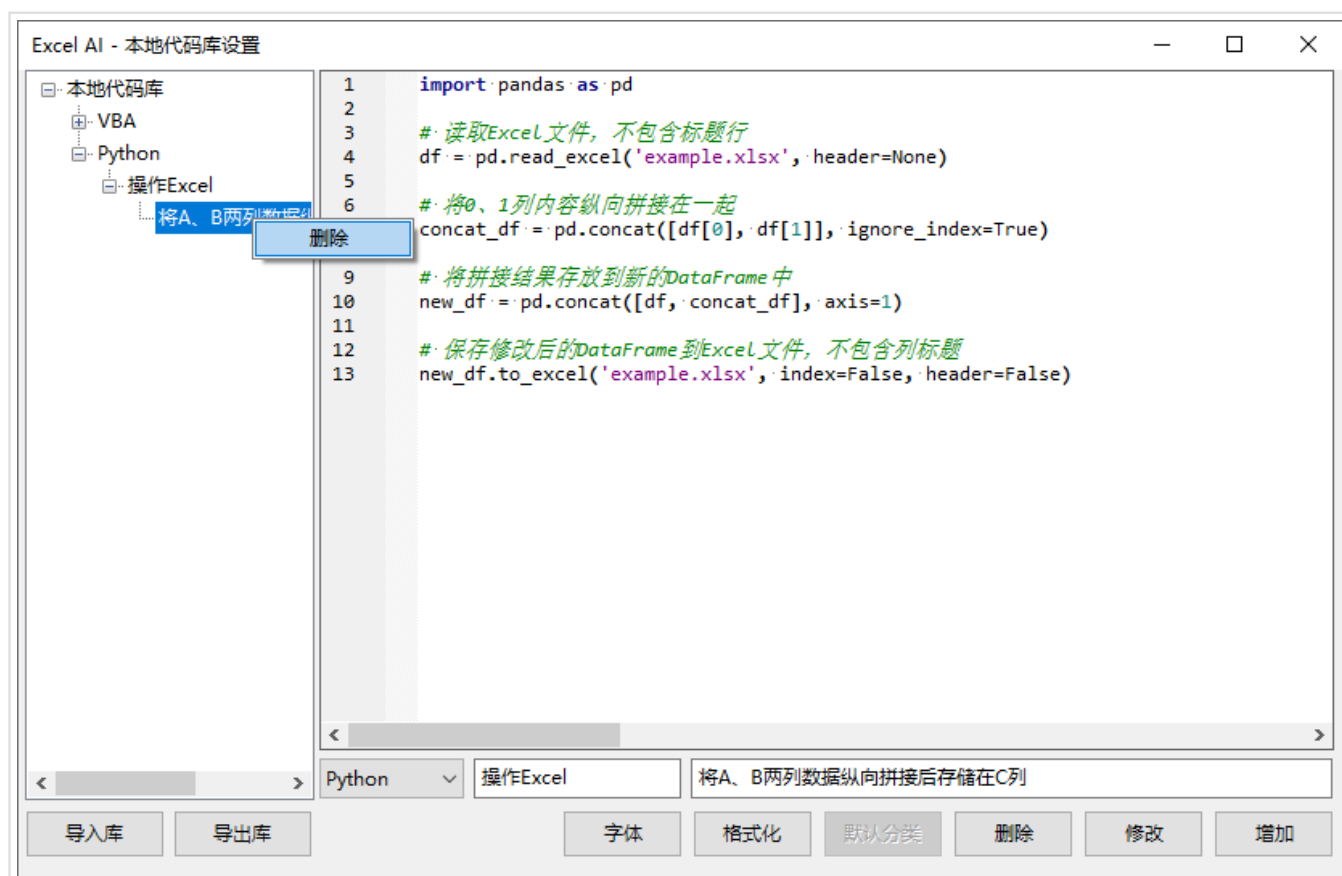 Excel AI - 本地代码库设置
本地代码库
VBA
Python
操作Excel
将A、B两列数据
删除
1 import pandas as pd
2
3 # 读取Excel文件，不包含标题行
4 df = pd.read_excel('example.xlsx', header=None)
5
6 # 将0、1列内容纵向拼接在一起
concat_df = pd.concat([df[0], df[1]], ignore_index=True)
9 # 将拼接结果存放到新的DataFrame中
10 new_df = pd.concat([df, concat_df], axis=1)
11
12 # 保存修改后的DataFrame到Excel文件，不包含列标题
13 new_df.to_excel('example.xlsx', index=False, header=False)
Python 操作Excel 将A、B两列数据纵向拼接后存储在C列
导入库 导出库 字体 格式化 默认分类 删除 修改 增加